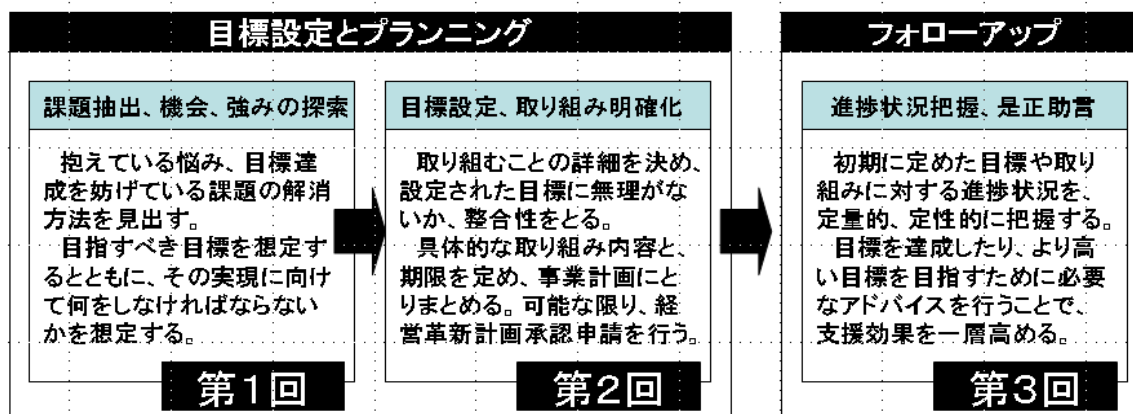 目標設定とプランニング
課題抽出、機会、強みの探索
抱えている悩み、目標達
成を妨げている課題の解消
方法を見出す。
目指すべき目標を想定す
るとともに、その実現に向け
て何をしなければならない
かを想定する。
第1回
目標設定、取り組み明確化
取り組むことの詳細を決め、
設定された目標に無理がな
いか、整合性をとる。
具体的な取り組み内容と、
期限を定め、事業計画にと
りまとめる。可能な限り、経
営革新計画承認申請を行う。
第2回
フォローアップ
進捗状況把握、是正助言
初期に定めた目標や取り
組みに対する進捗状況を、
定量的、定性的に把握する。
目標を達成したり、より高
い目標を目指すために必要
なアドバイスを行うことで、
支援効果を一層高める。
第3回